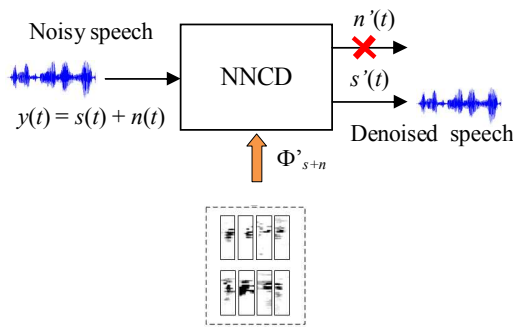 n’(t)
Noisy speech
NNCD
s’(t)
y(t) = s(t) + n(t)
Denoised speech
Φ’s+n